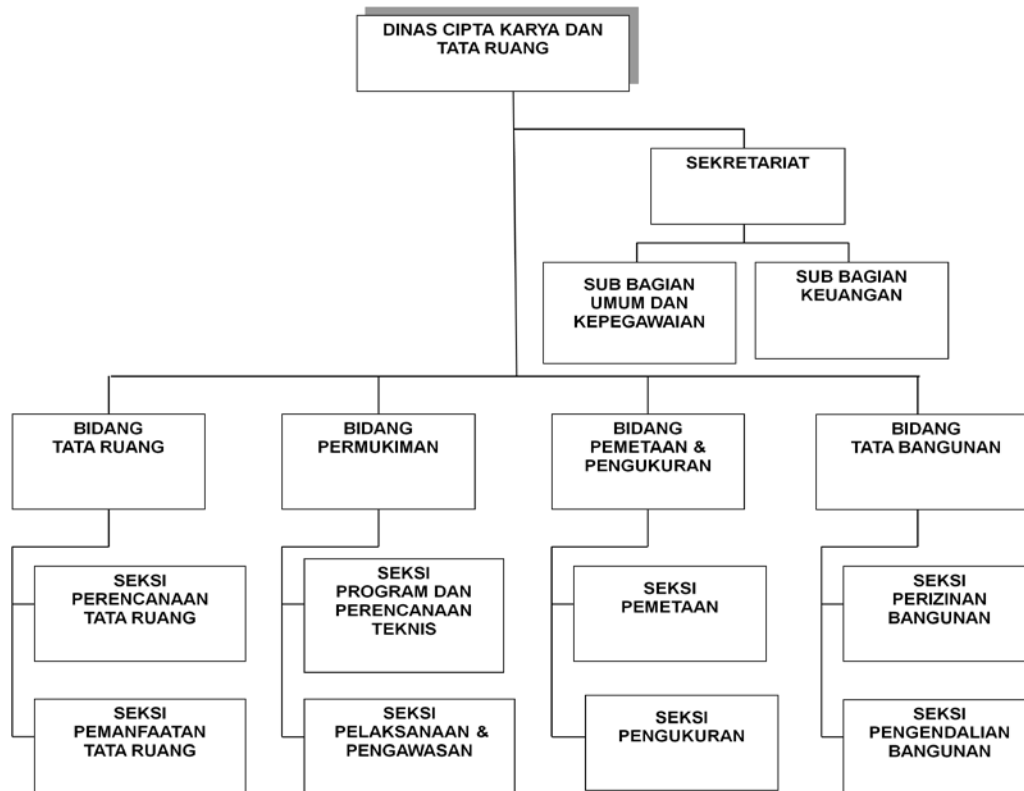 DINAS CIPTA KARYA DAN
TATA RUANG
SEKRETARIAT
SUB BAGIAN
UMUM DAN
KEPEGAWAIAN
SUB BAGIAN
KEUANGAN
BIDANG
TATA RUANG
BIDANG
PERMUKIMAN
BIDANG
PEMETAAN &
PENGUKURAN
BIDANG
TATA BANGUNAN
SEKSI
PERENCANAAN
TATA RUANG
SEKSI
PROGRAM DAN
PERENCANAAN
TEKNIS
SEKSI
PEMETAAN
SEKSI
PERIZINAN
BANGUNAN
SEKSI
PEMANFAATAN
TATA RUANG
SEKSI
PELAKSANAAN &
PENGAWASAN
SEKSI
PENGUKURAN
SEKSI
PENGENDALIAN
BANGUNAN